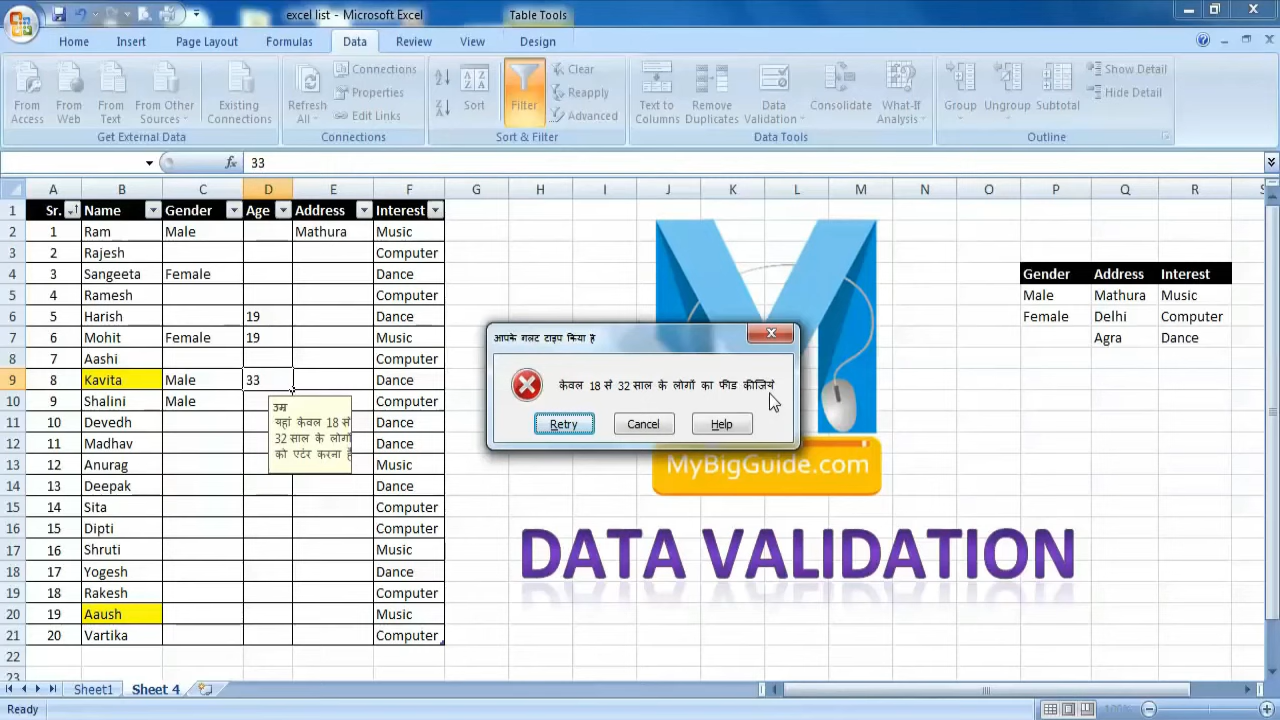 excel list - Microsoft Excel
Table Tools
Home Insert Page Layout Formulas Data Review View Design
From Access
From Web
From Text
From Other Sources
Existing Connections
Get External Data
Refresh All
Connections
Properties
Edit Links
Connections
Sort
Filter
Clear
Reapply
Advanced
Sort & Filter
Text to Columns
Remove Duplicates
Data Validation
Consolidate
What-If Analysis
Data Tools
Group
Ungroup
Subtotal
Show Detail
Hide Detail
Outline
fx 33
A B C D E F G H I J K L M N O P Q R
1 Sr. Name Gender Age Address Interest
2 1 Ram Male Mathura Music
3 2 Rajesh Computer
4 3 Sangeeta Female Dance
5 4 Ramesh Computer
6 5 Harish 19 Dance
7 6 Mohit Female 19 Music
8 7 Aashi Computer
9 8 Kavita Male 33 Dance
10 9 Shalini Male Computer
11 10 Devedh Dance
12 11 Madhav Computer
13 12 Anurag Music
14 13 Deepak Dance
15 14 Sita Computer
16 15 Dipti Computer
17 16 Shruti Music
18 17 Yogesh Dance
19 18 Rakesh Computer
20 19 Aaush Music
21 20 Vartika Computer
22
23
उम्र
यहां केवल 18 से
32 साल के लोगों
को एटंर करना है
आपके गलट टाइप किया है
केवल 18 से 32 साल के लोगों का फीड कीजिये
Retry Cancel Help
MyBigGuide.com
DATA VALIDATION
Gender Address Interest
Male Mathura Music
Female Delhi Computer
Agra Dance
Sheet1 Sheet 4
Ready
100%